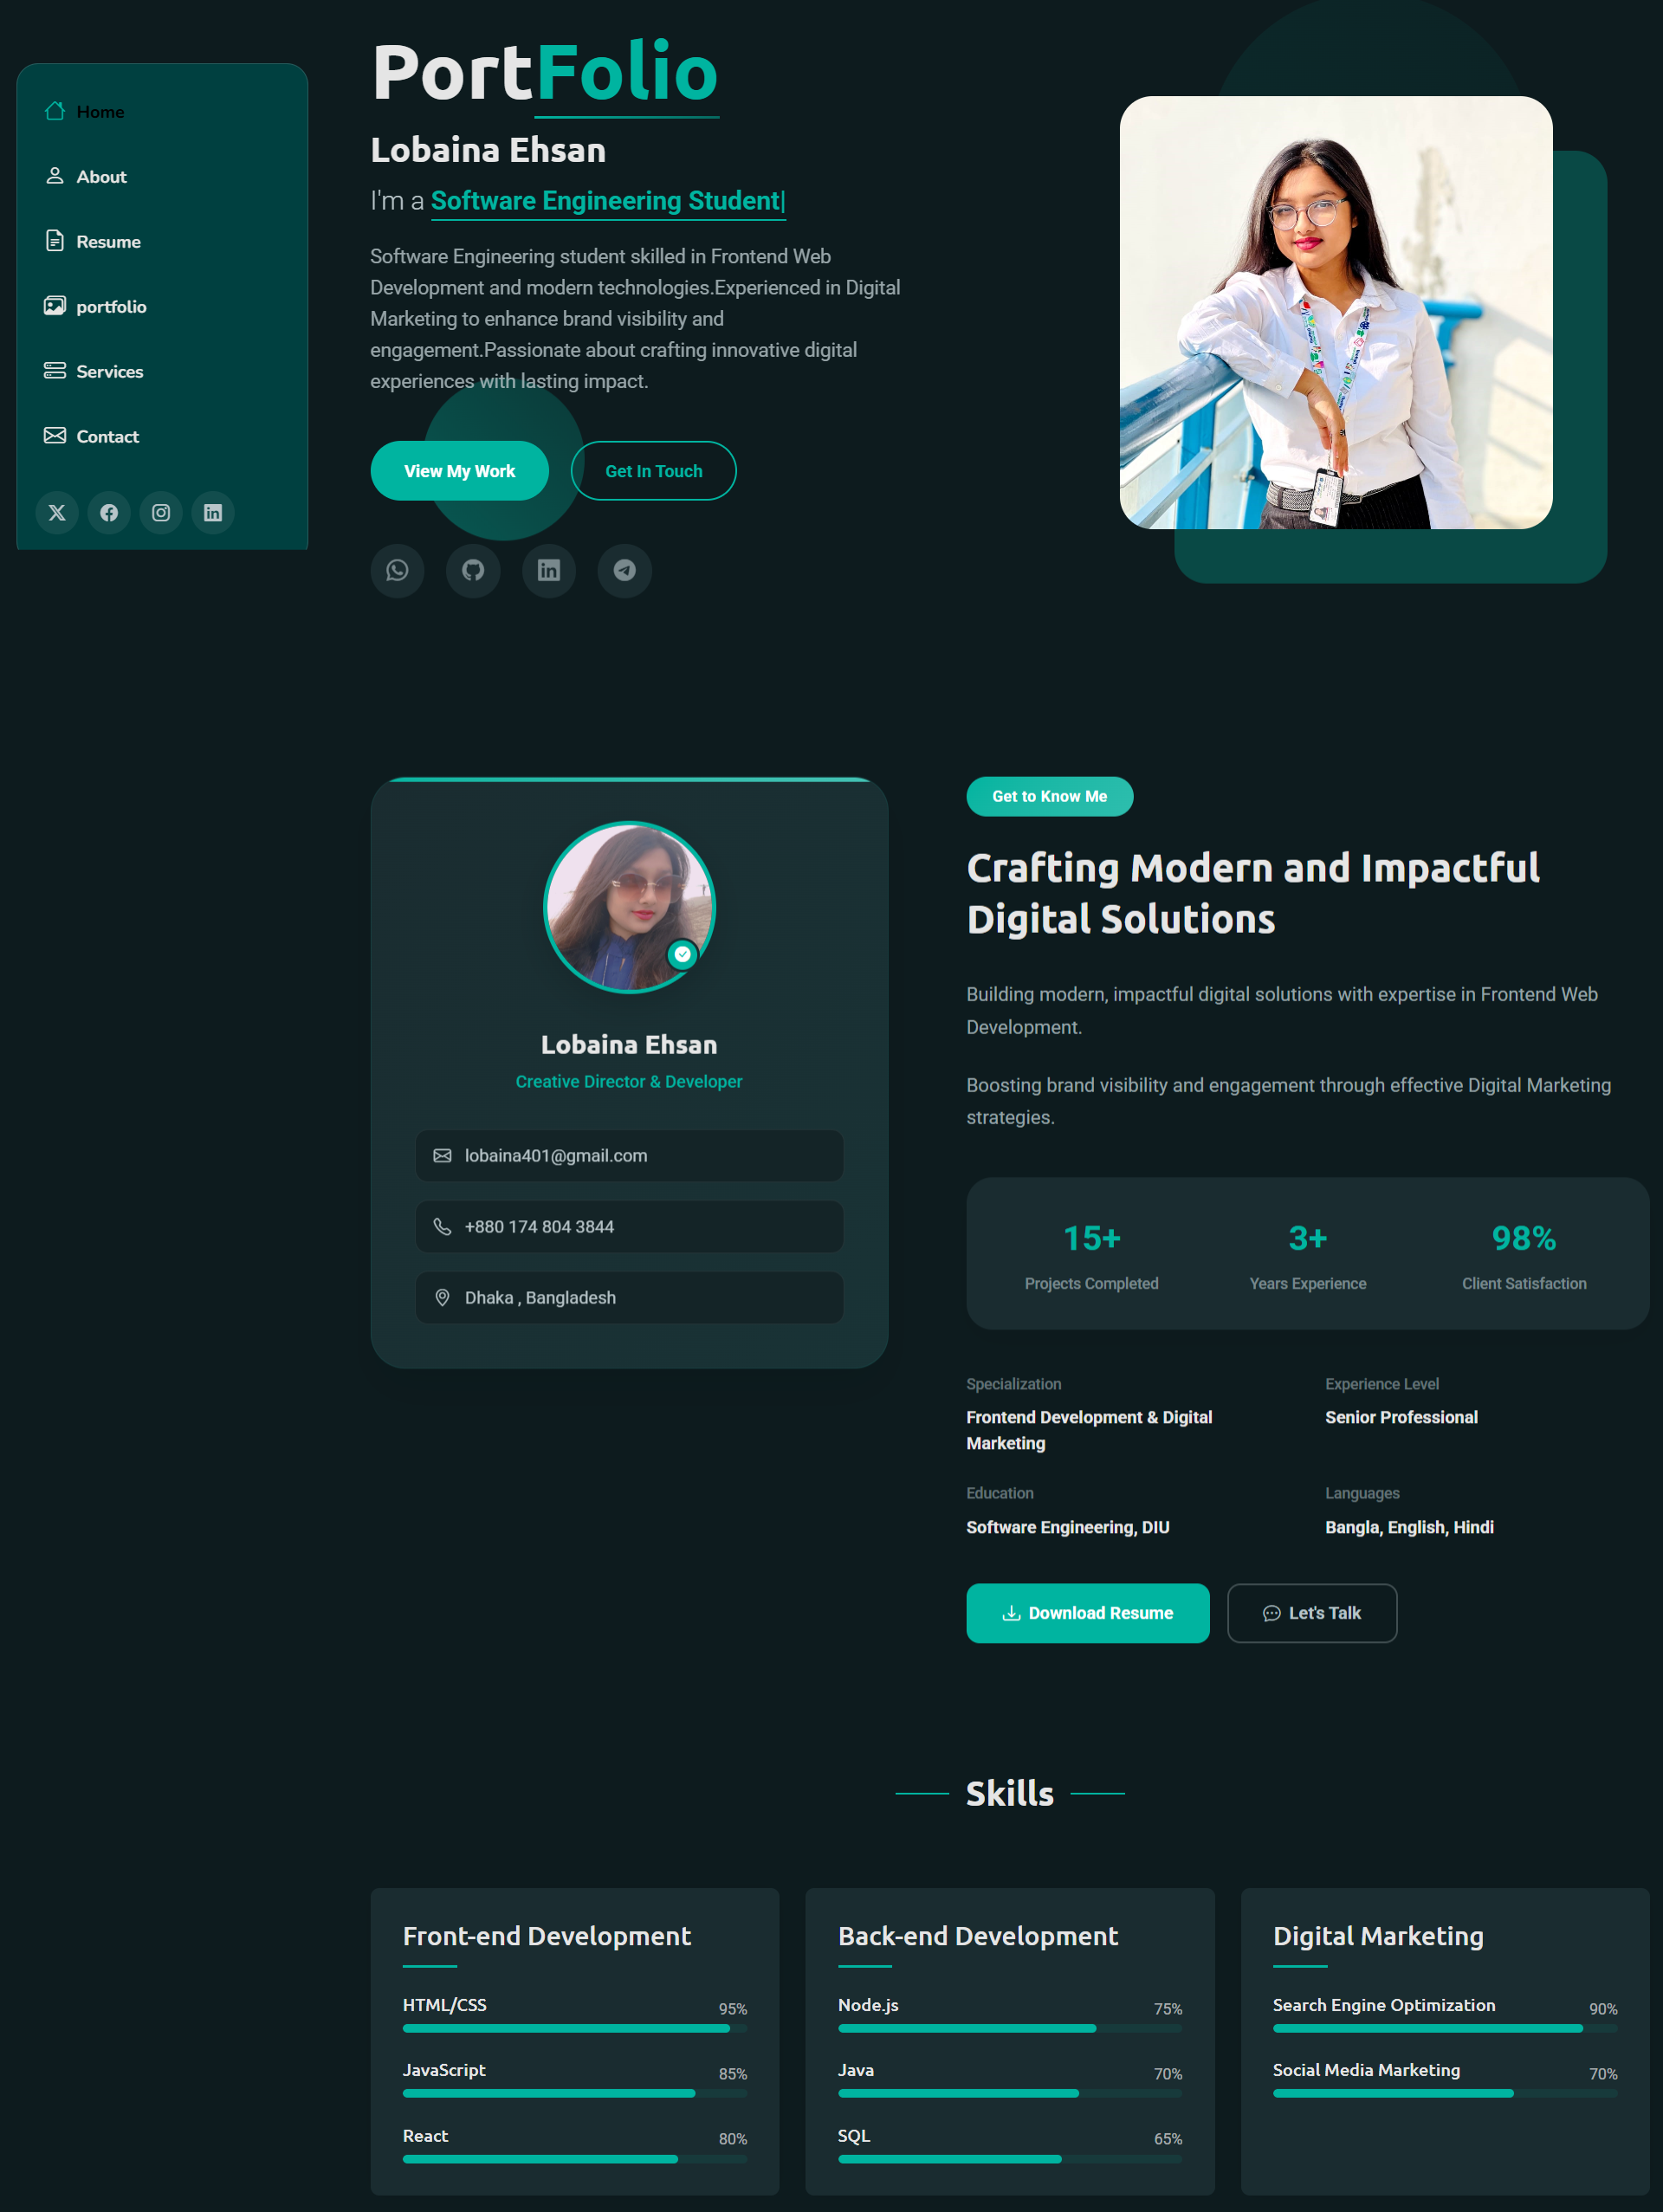 Home
About
Resume
portfolio
Services
Contact
PortFolio
Lobaina Ehsan
I'm a Software Engineering Student|
Software Engineering student skilled in Frontend Web
Development and modern technologies.Experienced in Digital
Marketing to enhance brand visibility and
engagement.Passionate about crafting innovative digital
experiences with lasting impact.
View My Work
Get In Touch
Lobaina Ehsan
Creative Director & Developer
lobaina401@gmail.com
+880 174 804 3844
Dhaka , Bangladesh
Get to Know Me
Crafting Modern and Impactful
Digital Solutions
Building modern, impactful digital solutions with expertise in Frontend Web
Development.
Boosting brand visibility and engagement through effective Digital Marketing
strategies.
15+
Projects Completed
3+
Years Experience
98%
Client Satisfaction
Specialization
Frontend Development & Digital
Marketing
Experience Level
Senior Professional
Education
Software Engineering, DIU
Languages
Bangla, English, Hindi
Download Resume
Let's Talk
Skills
Front-end Development
HTML/CSS 95%
JavaScript 85%
React 80%
Back-end Development
Node.js 75%
Java 70%
SQL 65%
Digital Marketing
Search Engine Optimization 90%
Social Media Marketing 70%